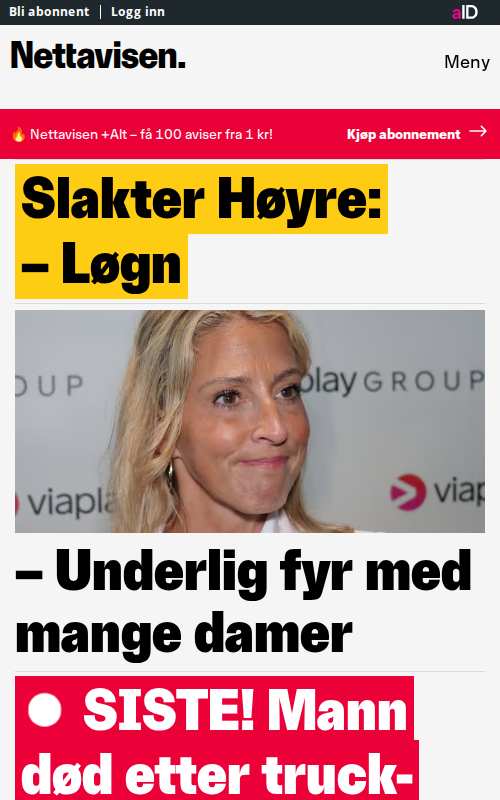 Bli abonnent | Logg inn
aID
Nettavisen.
Meny
🔥 Nettavisen +Alt – få 100 aviser fra 1 kr!
Kjøp abonnement →
Slakter Høyre:
– Løgn
OUP
play GROUP
viapla
viap
– Underlig fyr med
mange damer
SISTE! Mann
død etter truck-